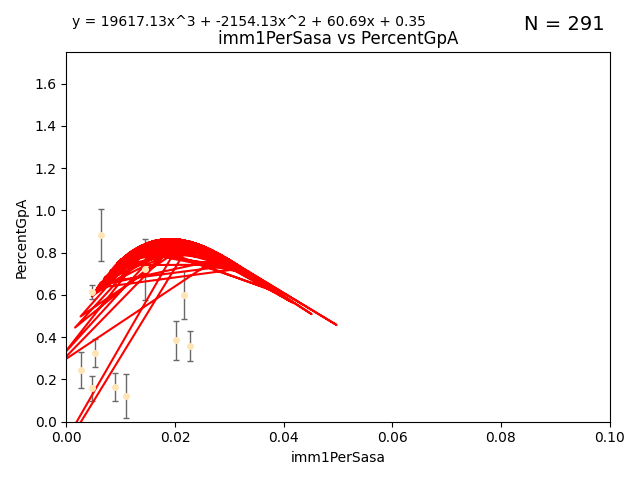 y = 19617.13x^3 + -2154.13x^2 + 60.69x + 0.35
N = 291
imm1PerSasa vs PercentGpA
PercentGpA
1.6
1.4
1.2
1.0
0.8
0.6
0.4
0.2
0.0
0.00 0.02 0.04 0.06 0.08 0.10
imm1PerSasa